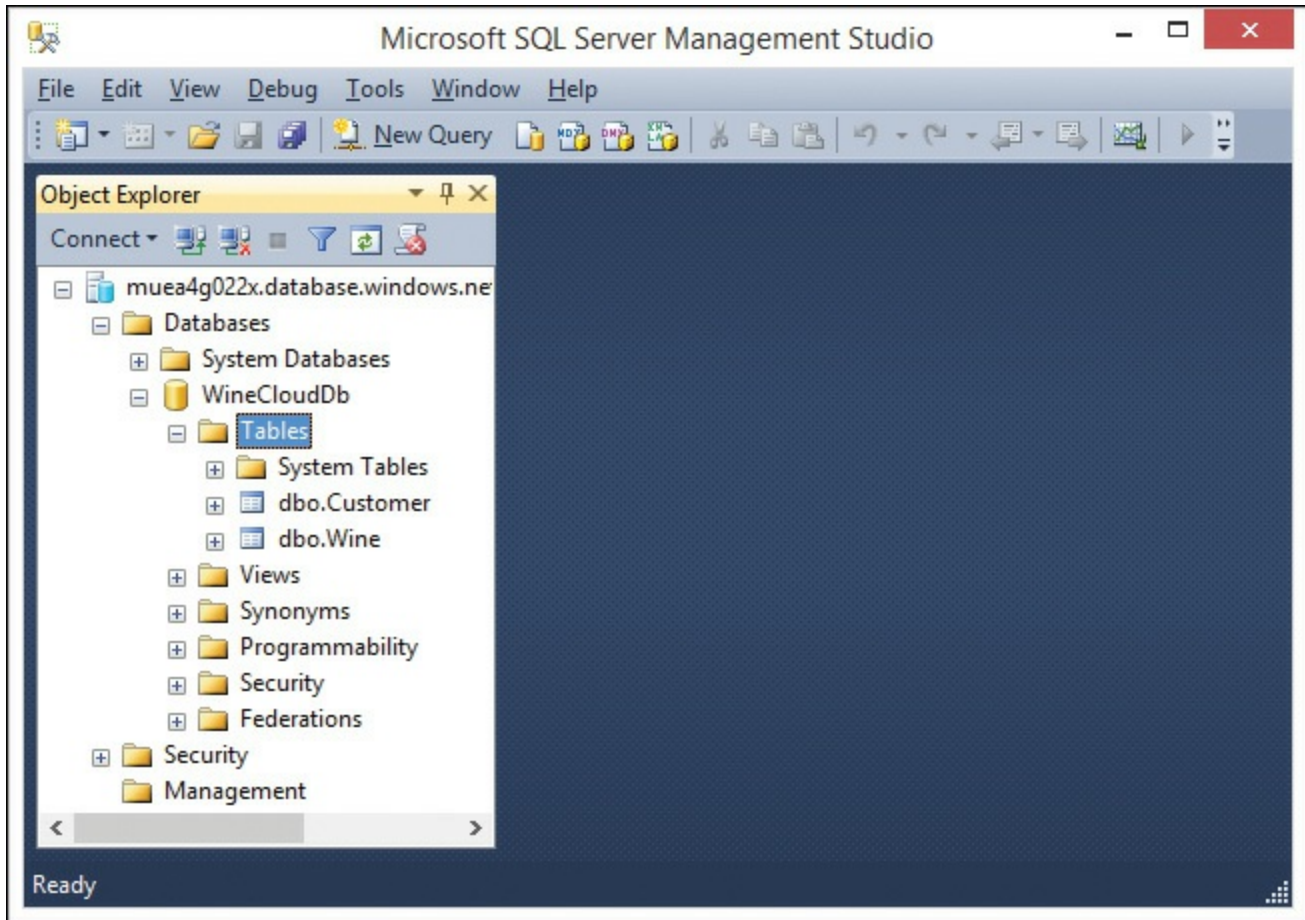 Microsoft SQL Server Management Studio
File Edit View Debug Tools Window Help
New Query
Object Explorer
Connect
muea4g022x.database.windows.ne
Databases
System Databases
WineCloudDb
Tables
System Tables
dbo.Customer
dbo.Wine
Views
Synonyms
Programmability
Security
Federations
Security
Management
Ready